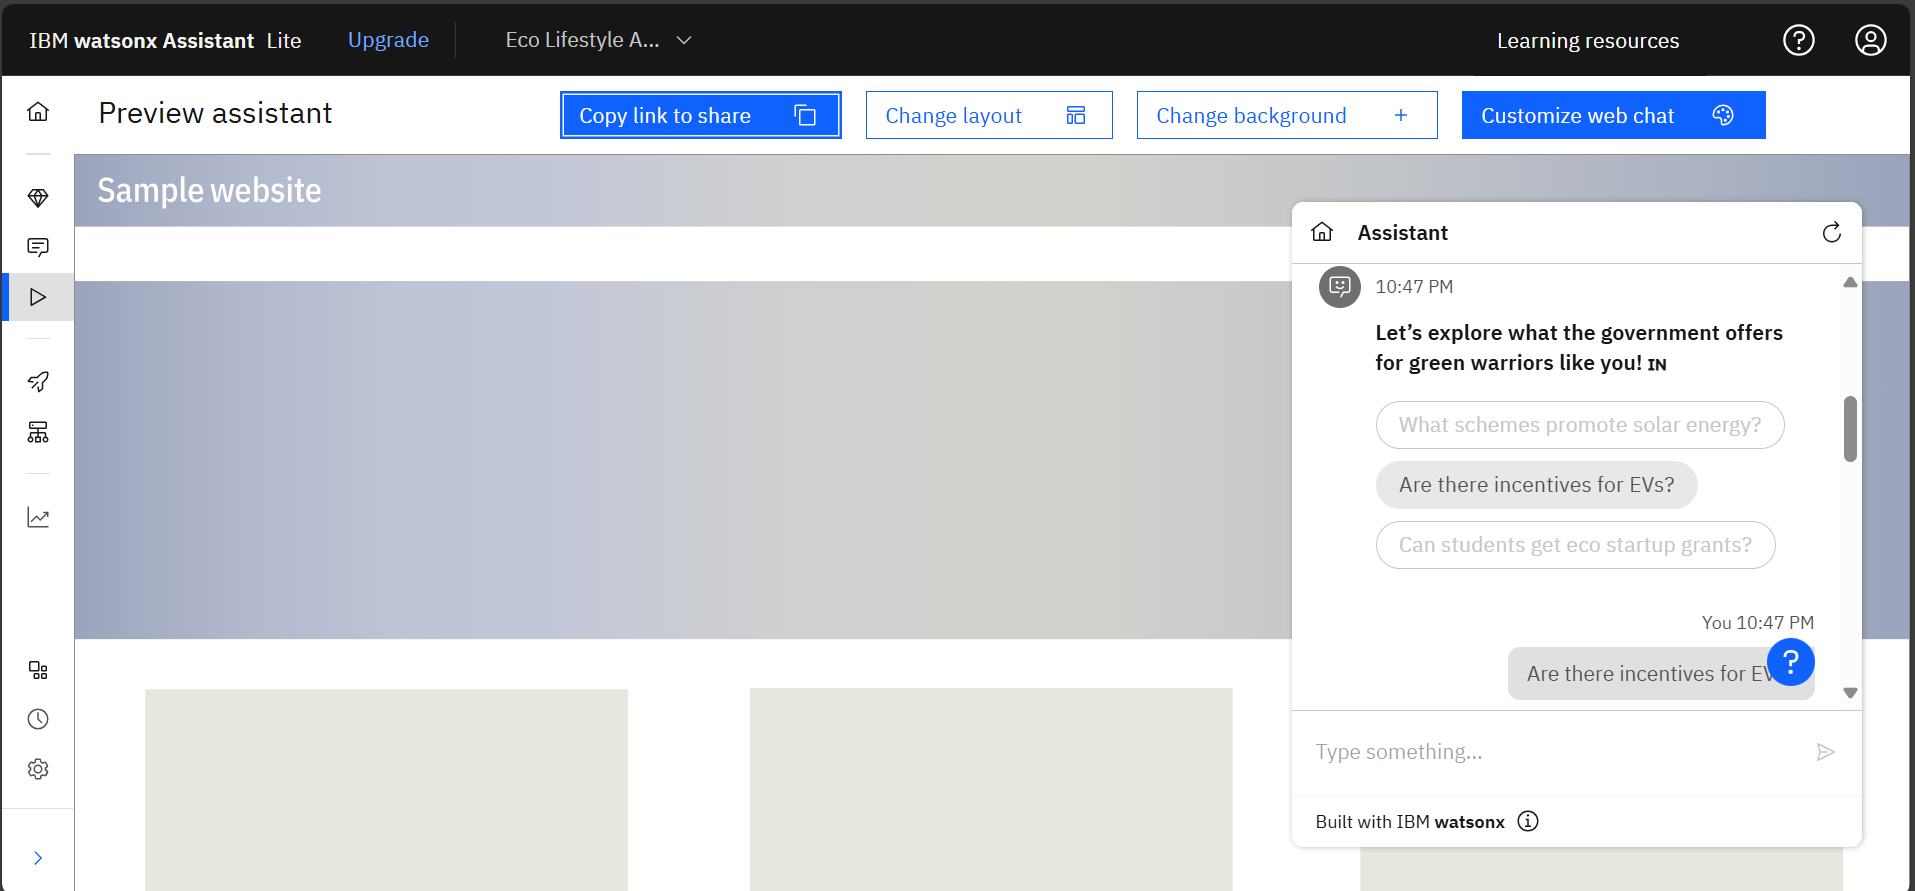 IBM watsonx Assistant Lite
Upgrade
Eco Lifestyle A...
Learning resources
Preview assistant
Copy link to share
Change layout
Change background
Customize web chat
Sample website
Assistant
10:47 PM
Let’s explore what the government offers
for green warriors like you! IN
What schemes promote solar energy?
Are there incentives for EVs?
Can students get eco startup grants?
You 10:47 PM
Are there incentives for
?
Type something...
Built with IBM watsonx